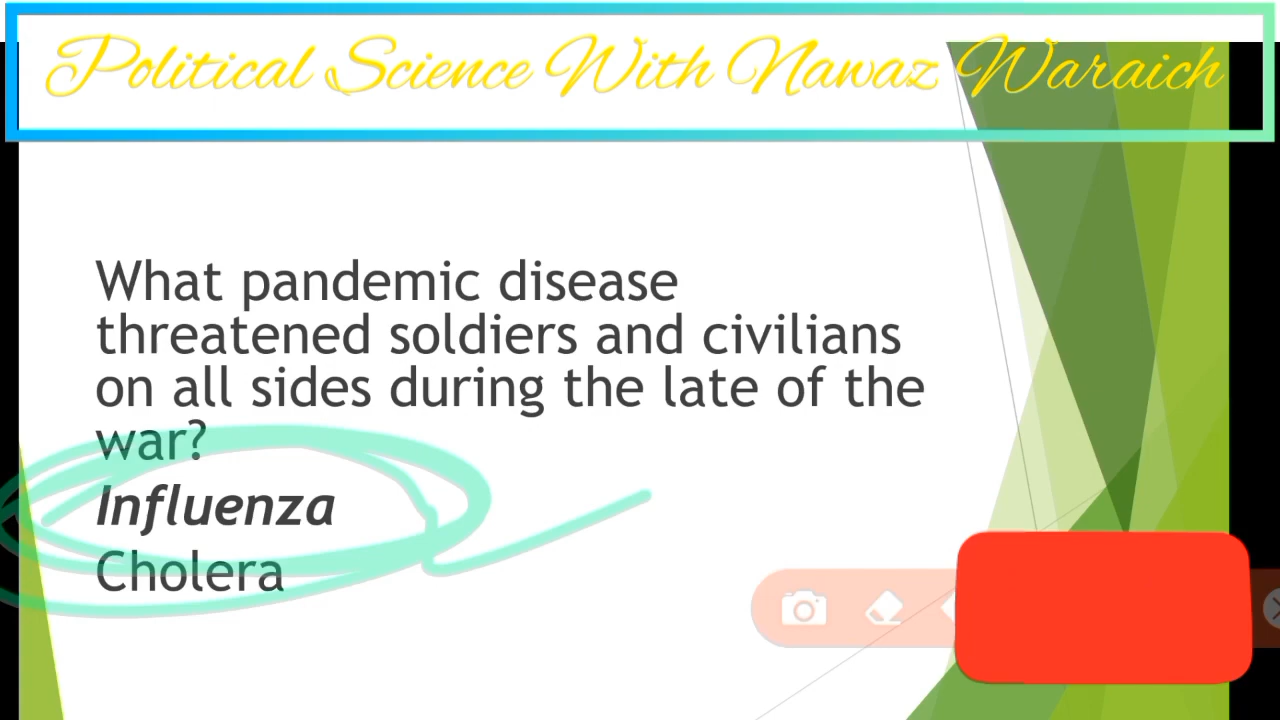 Political Science With Nawaz Waraich
What pandemic disease
threatened soldiers and civilians
on all sides during the late of the
war?
Influenza
Cholera